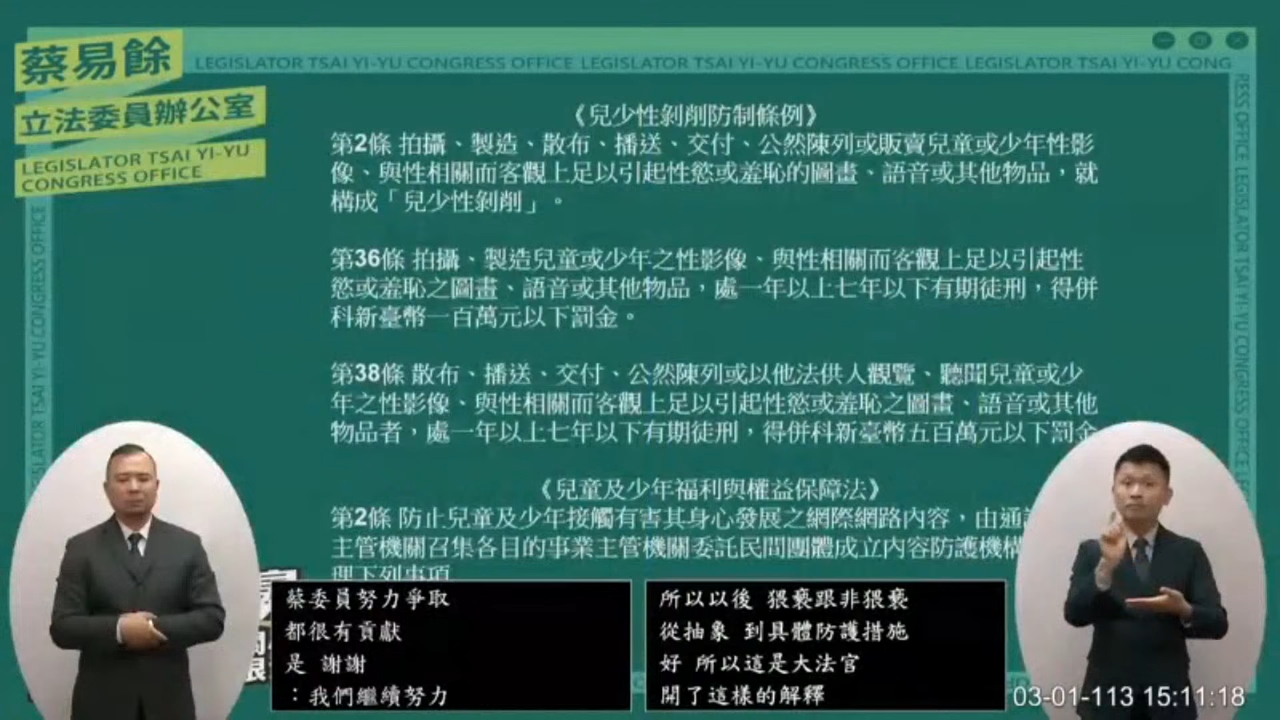 蔡易餘
立法委員辦公室
LEGISLATOR TSAI YI-YU
CONGRESS OFFICE
LEGISLATOR TSAI YI-YU CONGRESS OFFICE LEGISLATOR TSAI YI-YU CONGRESS OFFICE LEGISLATOR TSAI YI-YU CONG
RESS OFFICE LEGISLATOR TSAI YI-YU CONGRESS OFFICE
LEGISLATOR TSAI YI-YU CONGRESS OFFICE
《兒少性剝削防制條例》
第2條 拍攝、製造、散布、播送、交付、公然陳列或販賣兒童或少年性影
像、與性相關而客觀上足以引起性慾或羞恥的圖畫、語音或其他物品，就
構成「兒少性剝削」。
第36條 拍攝、製造兒童或少年之性影像、與性相關而客觀上足以引起性
慾或羞恥之圖畫、語音或其他物品，處一年以上七年以下有期徒刑，得併
科新臺幣一百萬元以下罰金。
第38條 散布、播送、交付、公然陳列或以他法供人觀覽、聽聞兒童或少
年之性影像、與性相關而客觀上足以引起性慾或羞恥之圖畫、語音或其他
物品者，處一年以上七年以下有期徒刑，得併科新臺幣五百萬元以下罰金
《兒童及少年福利與權益保障法》
第2條 防止兒童及少年接觸有害其身心發展之網際網路內容，由通
主管機關召集各目的事業主管機關委託民間團體成立內容防護機構
理下列事項
蔡委員努力爭取
都很有貢獻
是 謝謝
：我們繼續努力
所以以後 猥褻跟非猥褻
從抽象 到具體防護措施
好 所以這是大法官
開了這樣的解釋
03-01-113 15:11:18